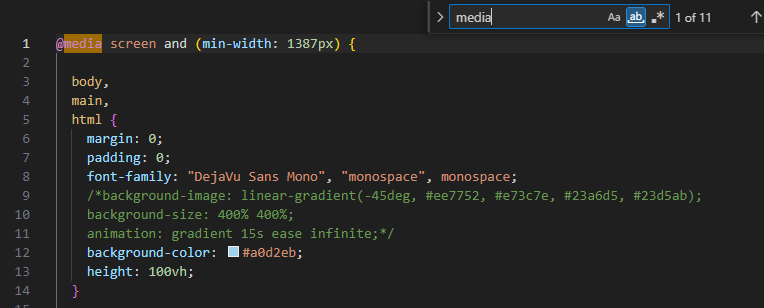 media Aa ab .* 1 of 11
1 @media screen and (min-width: 1387px) {
2
3 body,
4 main,
5 html {
6 margin: 0;
7 padding: 0;
8 font-family: "DejaVu Sans Mono", "monospace", monospace;
9 /*background-image: linear-gradient(-45deg, #ee7752, #e73c7e, #23a6d5, #23d5ab);
10 background-size: 400% 400%;
11 animation: gradient 15s ease infinite;*/
12 background-color: #a0d2eb;
13 height: 100vh;
14 }